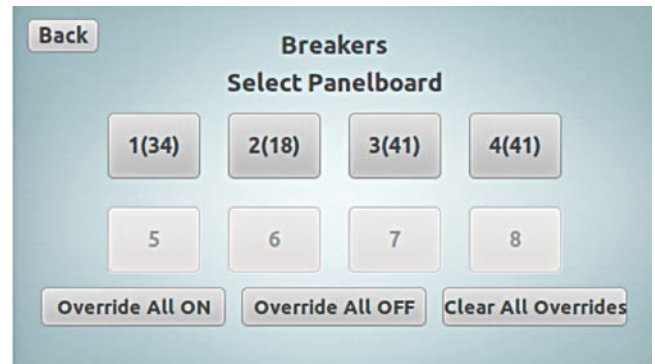 Back
Breakers
Select Panelboard
1(34) 2(18) 3(41) 4(41)
5 6 7 8
Override All ON Override All OFF Clear All Overrides